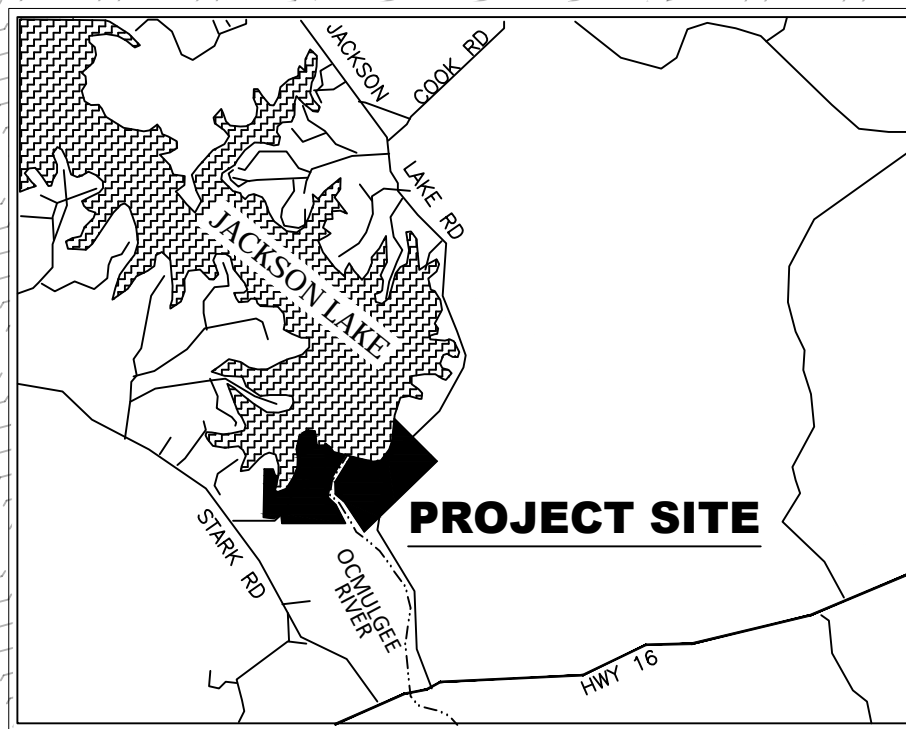 JACKSON
COOK RD
LAKE RD
JACKSON LAKE
PROJECT SITE
STARK RD
OCMULGEE
RIVER
HWY 16